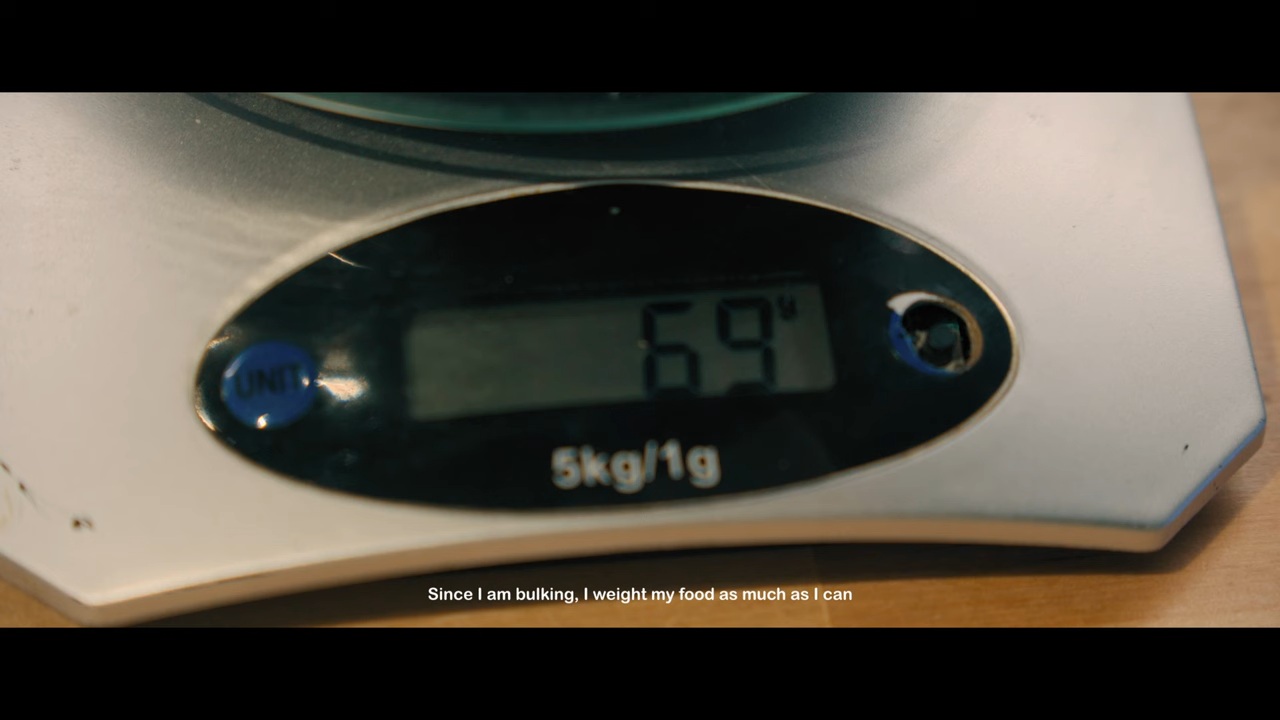 69
UNIT
5kg/1g
Since I am bulking, I weight my food as much as I can